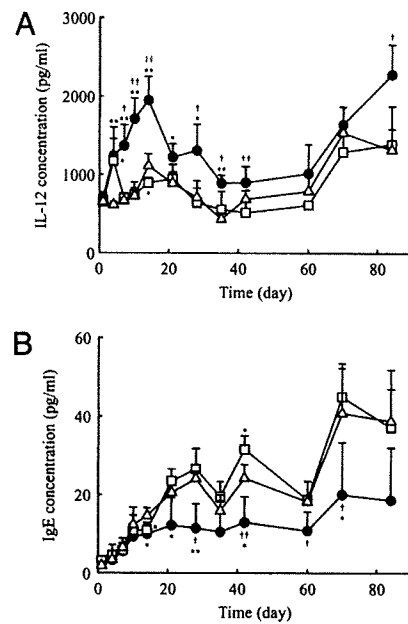 A
IL-12 concentration (pg/ml)
3000
2000
1000
0
†
** † †† †† † †
** ** * * ** ††
* *
0 20 40 60 80
Time (day)
B
IgE concentration (pg/ml)
60
40
20
0
*
* * † †† † †
** * *
0 20 40 60 80
Time (day)